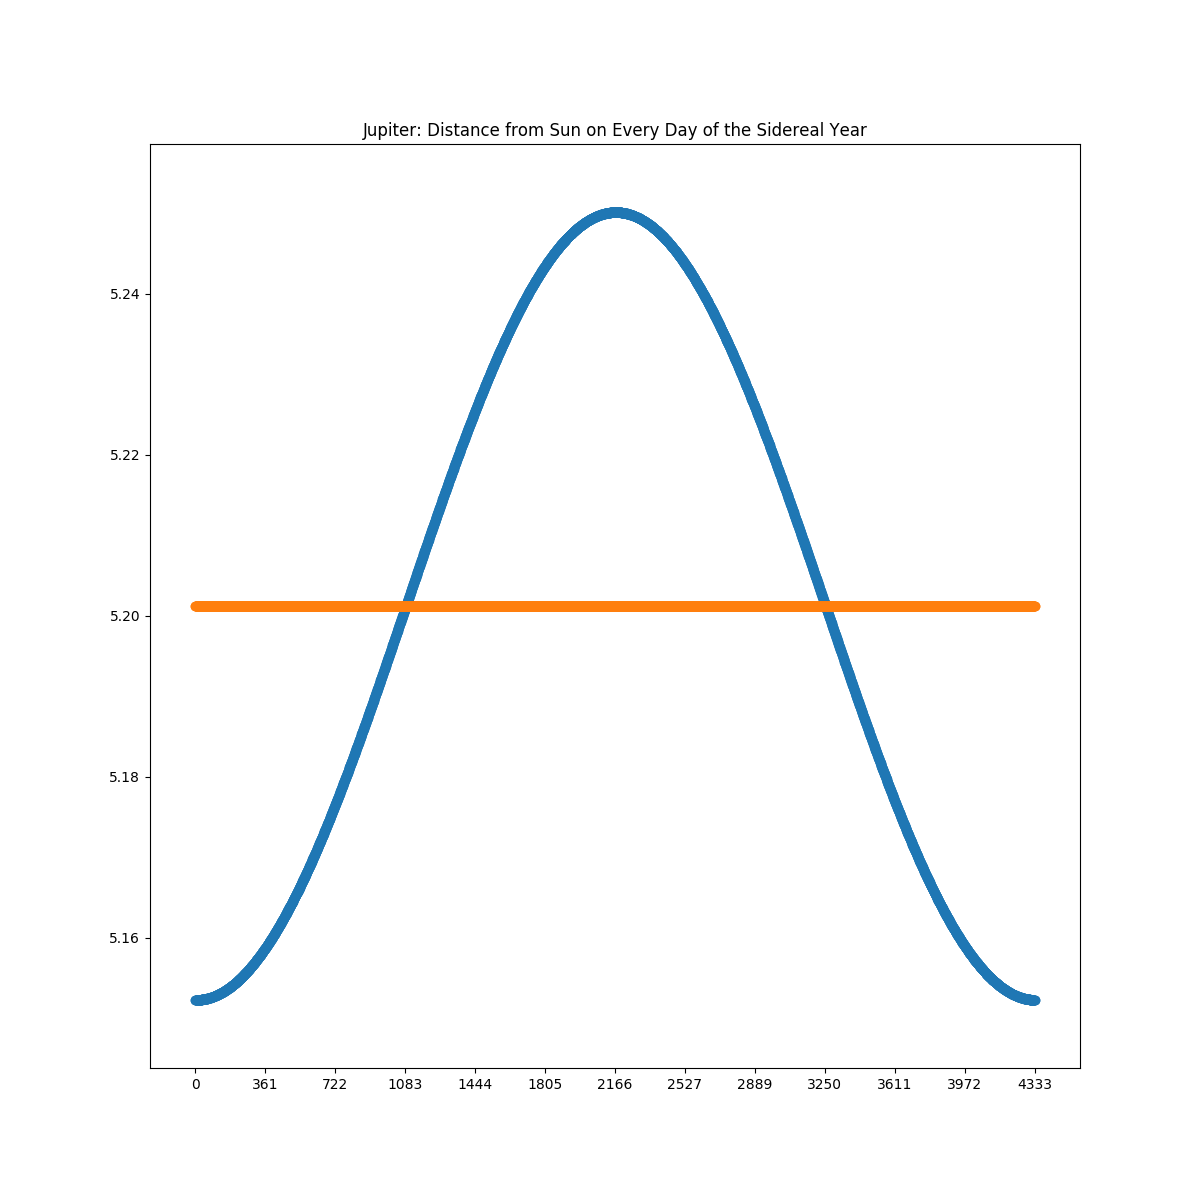 Jupiter: Distance from Sun on Every Day of the Sidereal Year
5.24
5.22
5.20
5.18
5.16
0 361 722 1083 1444 1805 2166 2527 2889 3250 3611 3972 4333